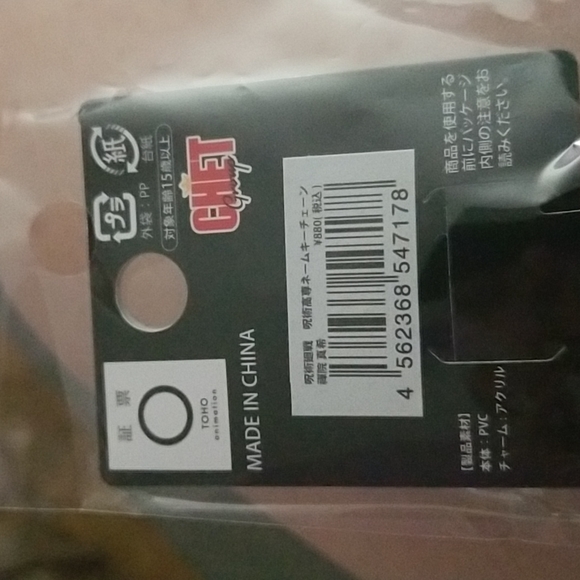 証票
TOHO
animation
プラ
紙
外袋：PP 台紙
対象年齢15歳以上
CHET
Group
MADE IN CHINA
呪術廻戦 呪術高専ネームキーチェーン
禪院 真希 ¥880(税込)
4 562368 547178
【製品素材】
本体：PVC
チャーム：アクリル
商品を使用する
前にパッケージ
内側の注意をお
読みください。